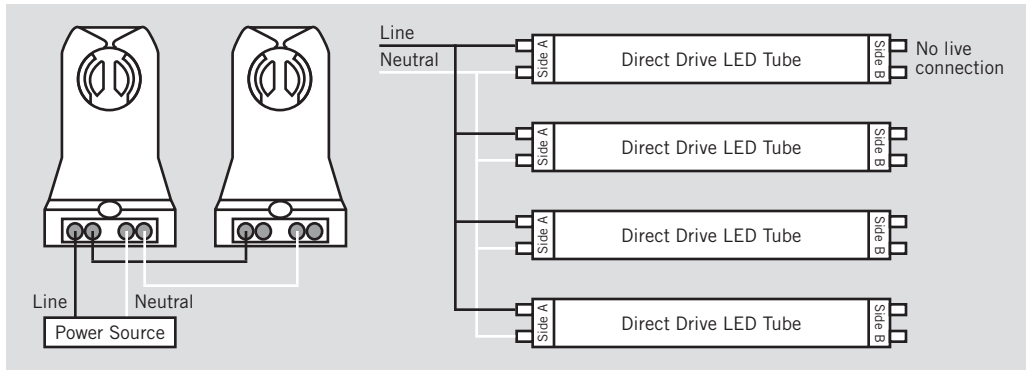 Line
Neutral
Power Source
Line
Neutral
Side A
Direct Drive LED Tube
Side B
No live
connection
Side A
Direct Drive LED Tube
Side B
Side A
Direct Drive LED Tube
Side B
Side A
Direct Drive LED Tube
Side B